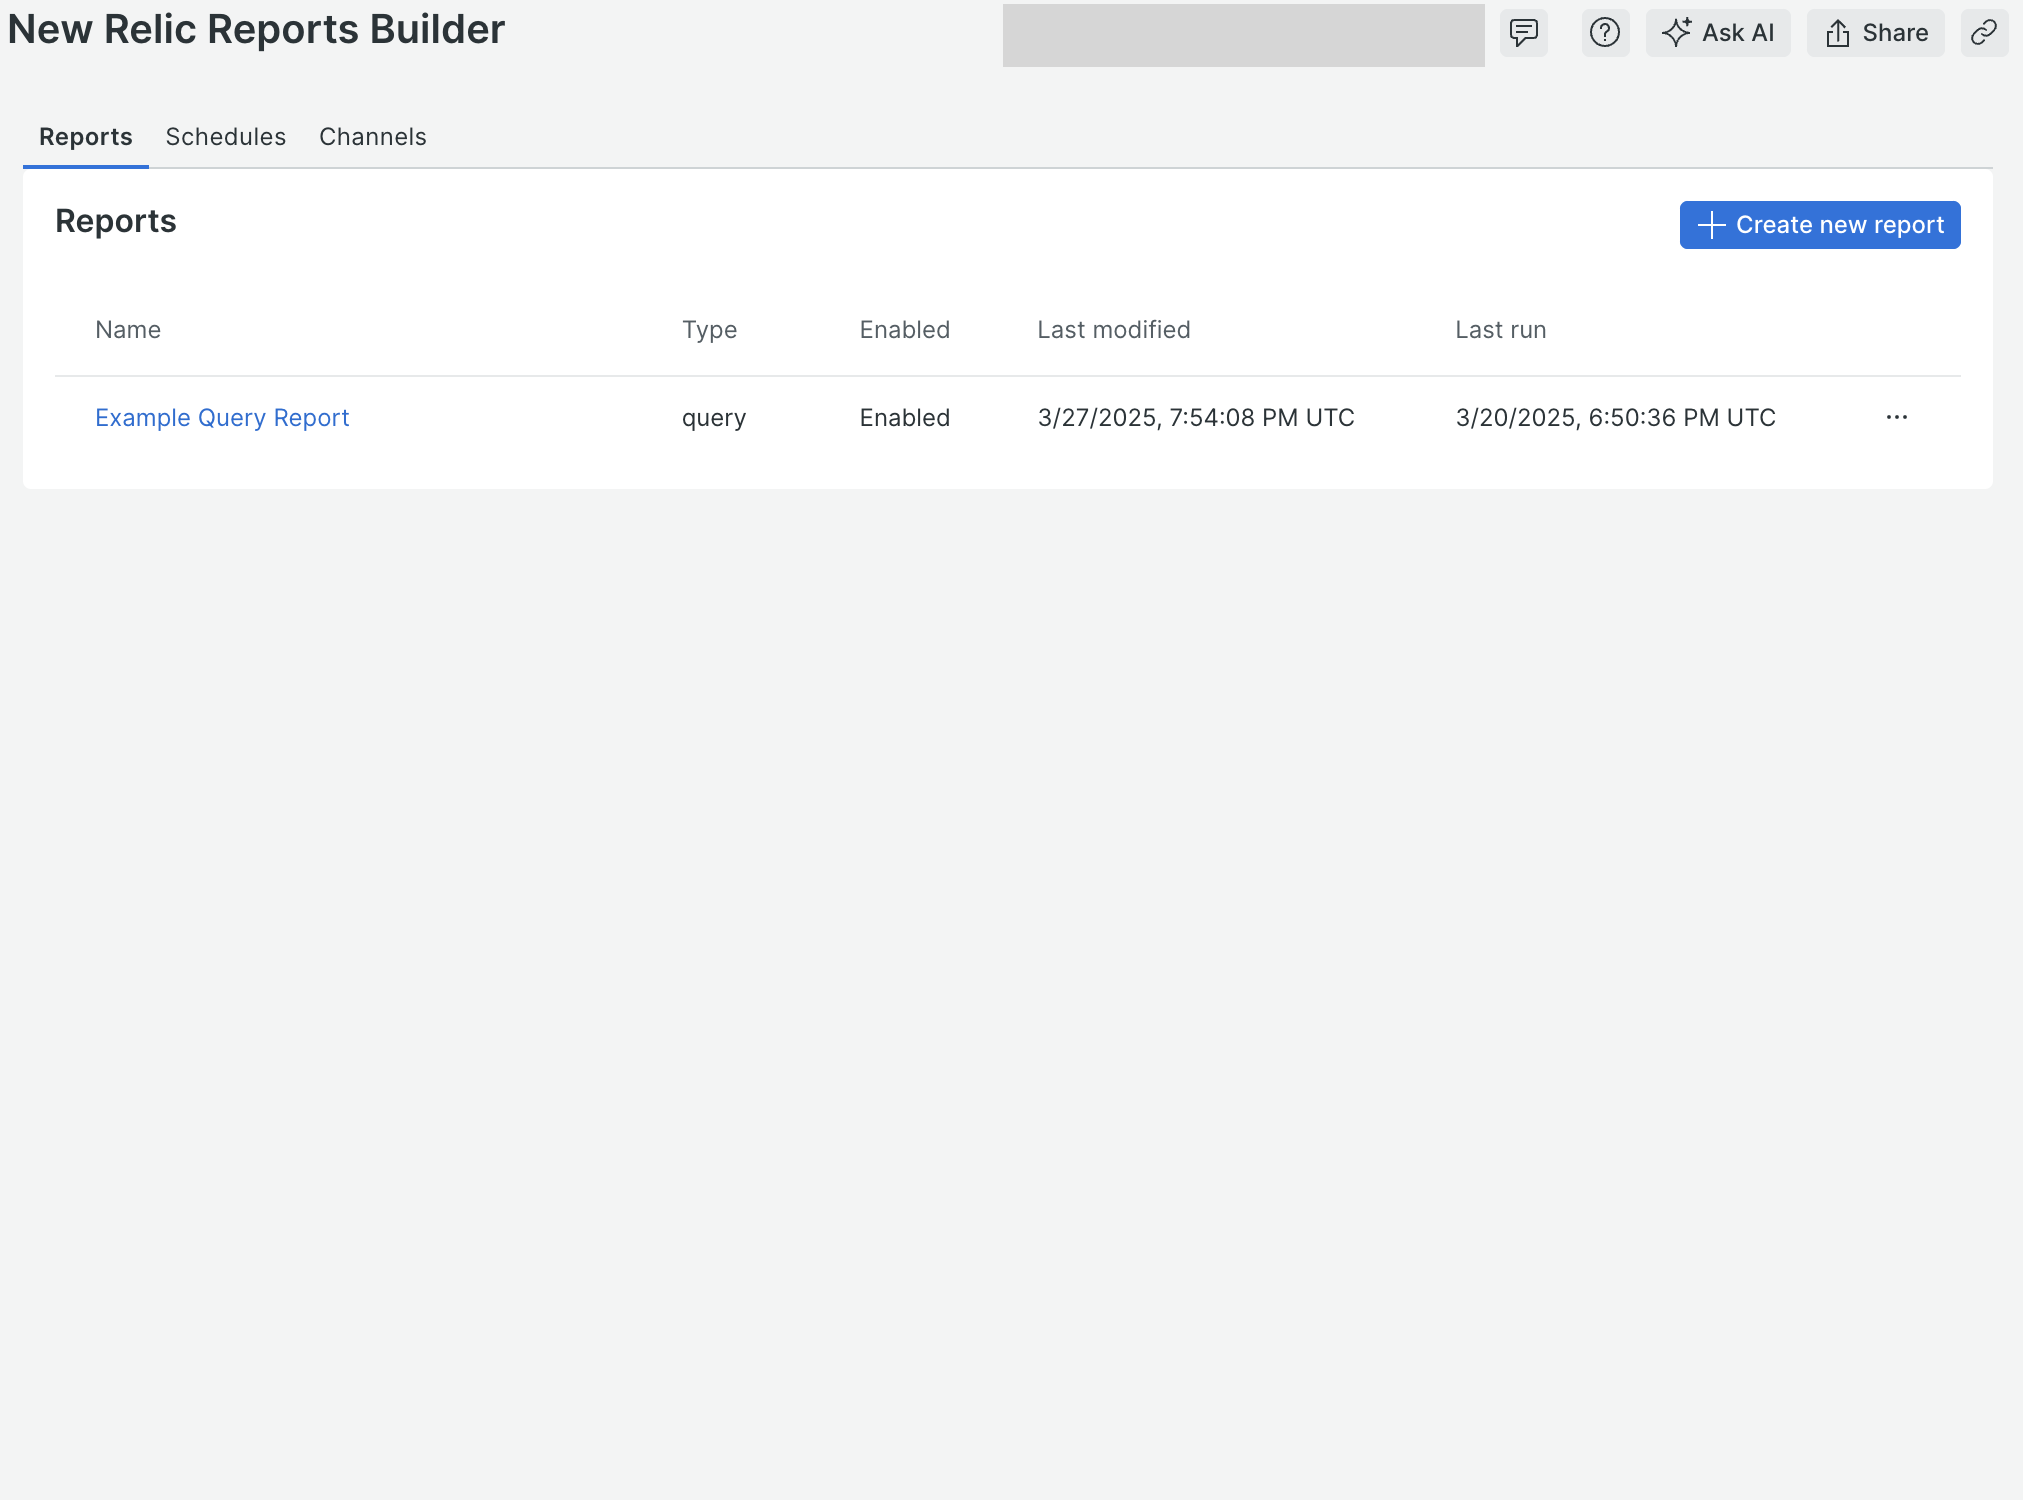 New Relic Reports Builder
Ask AI
Share
Reports Schedules Channels
Reports
Create new report
Name Type Enabled Last modified Last run
Example Query Report query Enabled 3/27/2025, 7:54:08 PM UTC 3/20/2025, 6:50:36 PM UTC ...